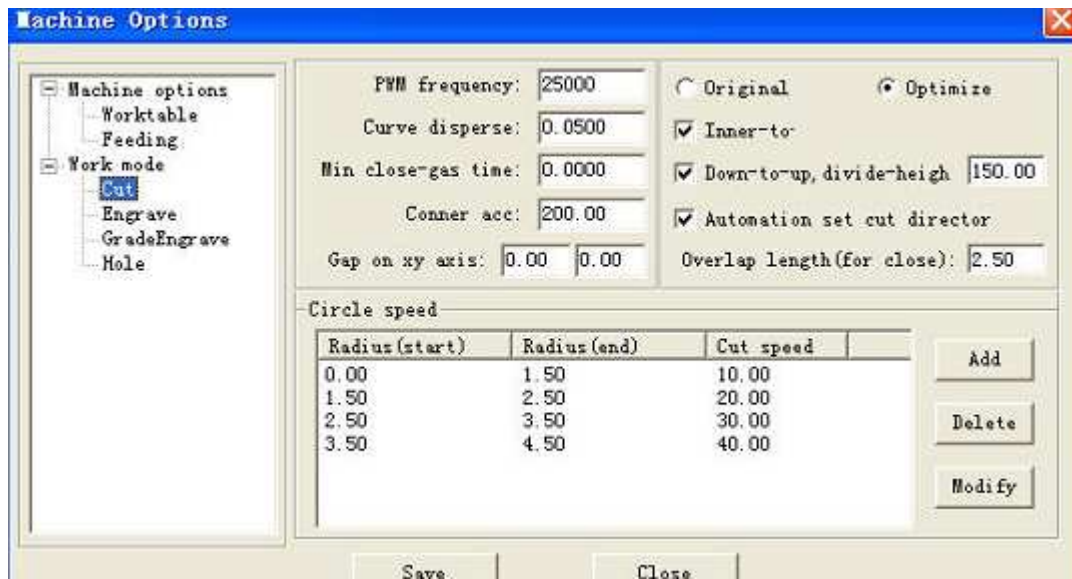 Machine Options
Machine options
Worktable
Feeding
Work mode
Cut
Engrave
GradeEngrave
Hole
PWM frequency: 25000
Curve disperse: 0.0500
Min close-gas time: 0.0000
Conner acc: 200.00
Gap on xy axis: 0.00 0.00
Original Optimize
Inner-to-
Down-to-up,divide-heigh 150.00
Automation set cut director
Overlap length(for close): 2.50
Circle speed
Radius(start) Radius(end) Cut speed
0.00 1.50 10.00
1.50 2.50 20.00
2.50 3.50 30.00
3.50 4.50 40.00
Add
Delete
Modify
Save Close